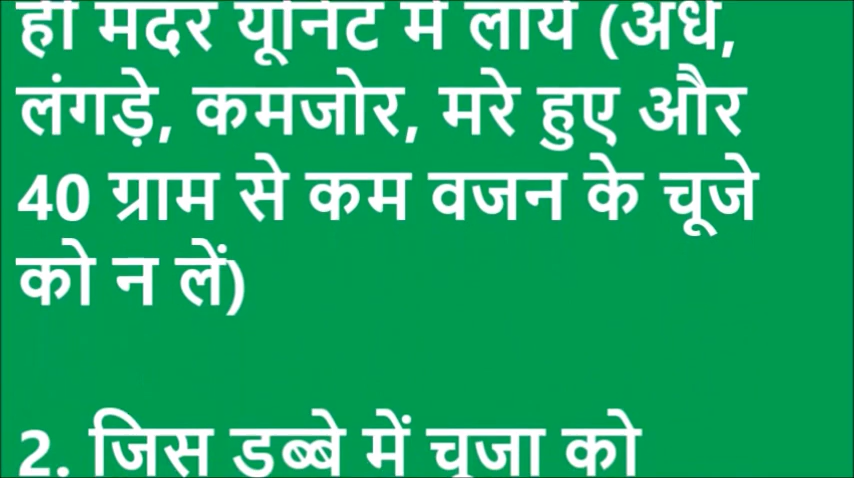 ही मदर यूनिट में लायें (अंधे,
लंगड़े, कमजोर, मरे हुए और
40 ग्राम से कम वजन के चूजे
को न लें)
2. जिस डब्बे में चूजा को